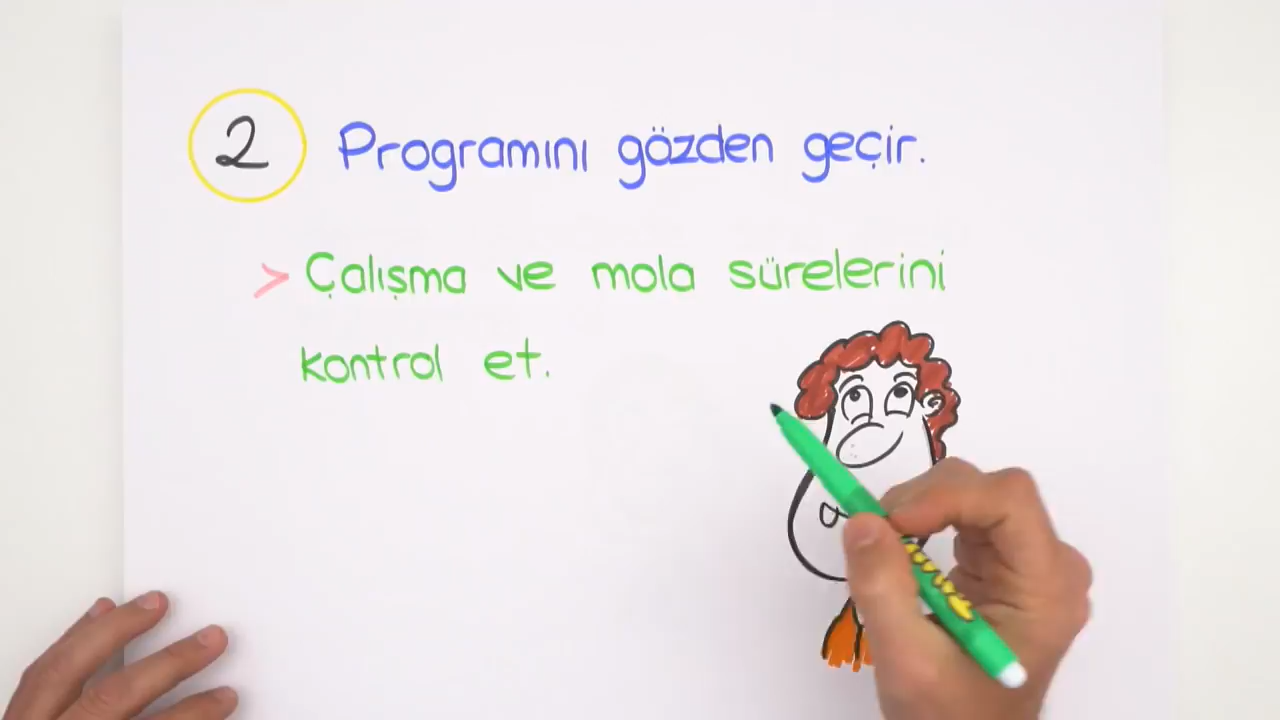 2 Programını gözden geçir.
> Çalışma ve mola sürelerini
kontrol et.